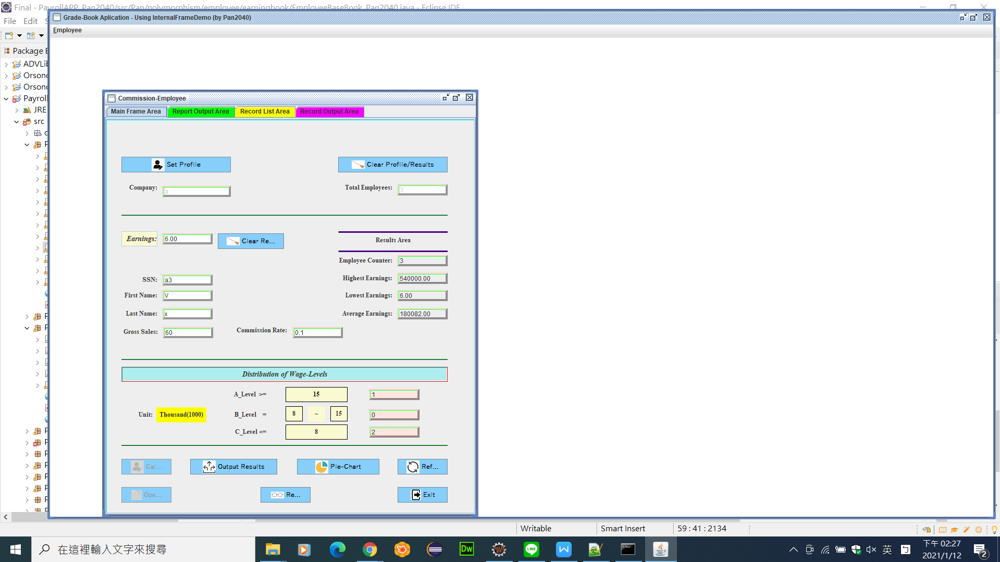 Final - PayrollAPP_Pan2040/src/Pan/polymorphism/employee/earningbook/EmployeeBaseBook_Pan2040.java - Eclipse IDE
Grade-Book Aplication - Using InternalFrameDemo (by Pan2040)
File Edit
Employee
Package
ADVLib
Payroll
JRE
src
Commission-Employee
Main Frame Area Report Output Area Record List Area Record Output Area
Set Profile Clear Profile/Results
Company: a Total Employees: 3
Earnings: 6.00 Clear Re...
Results Area
Employee Counter: 3
SSN: a3 Highest Earnings: 540000.00
First Name: V Lowest Earnings: 6.00
Last Name: x Average Earnings: 180082.00
Gross Sales: 60 Commission Rate: 0.1
Distribution of Wage-Levels
A_Level >= 15 1
Unit: Thousand(1000) B_Level = 8 ~ 15 0
C_Level <= 8 2
Cal... Output Results Pie-Chart Ref...
Ope... Re... Exit
Writable Smart Insert 59 : 41 : 2134
在這裡輸入文字來搜尋
Dw
LINE
W
英
下午 02:27
2021/1/12
2